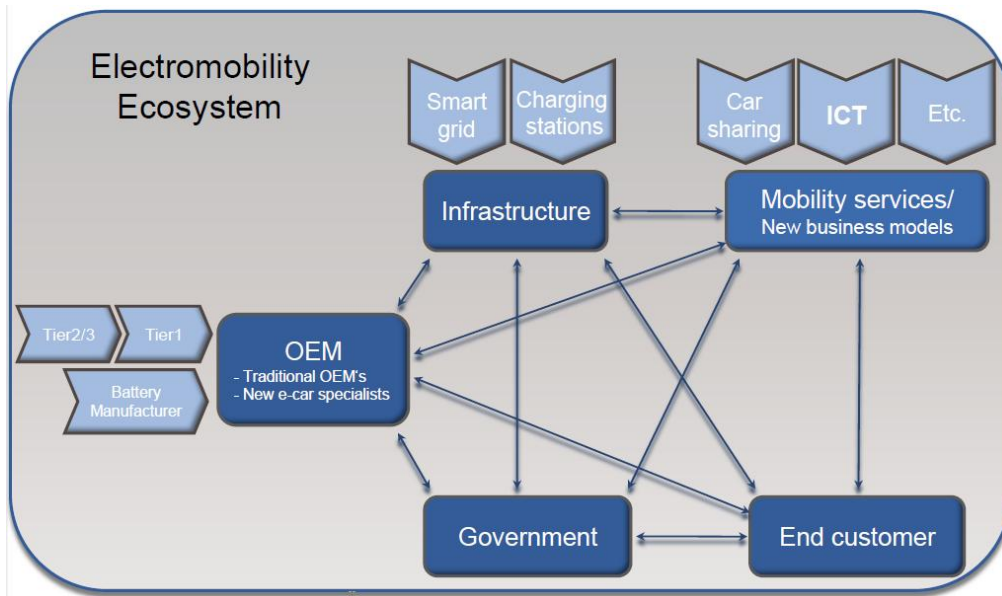 Electromobility
Ecosystem
Smart
grid
Charging
stations
Car
sharing
ICT
Etc.
Infrastructure
Mobility services/
New business models
Tier2/3
Tier1
Battery
Manufacturer
OEM
- Traditional OEM's
- New e-car specialists
Government
End customer